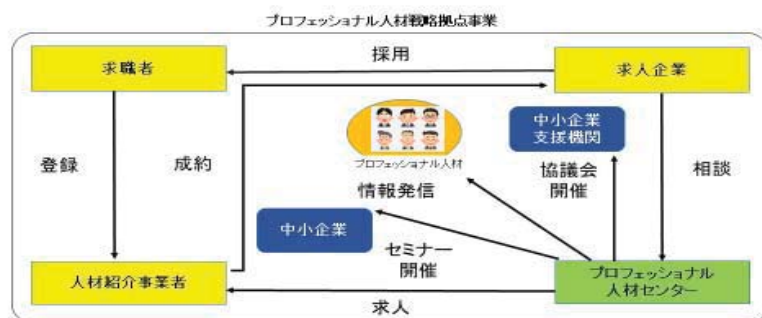 プロフェッショナル人材戦略拠点事業
求職者
採用
求人企業
中小企業
支援機関
プロフェッショナル人材
登録
成約
情報発信
協議会
開催
相談
中小企業
セミナー
開催
人材紹介事業者
求人
プロフェッショナル
人材センター